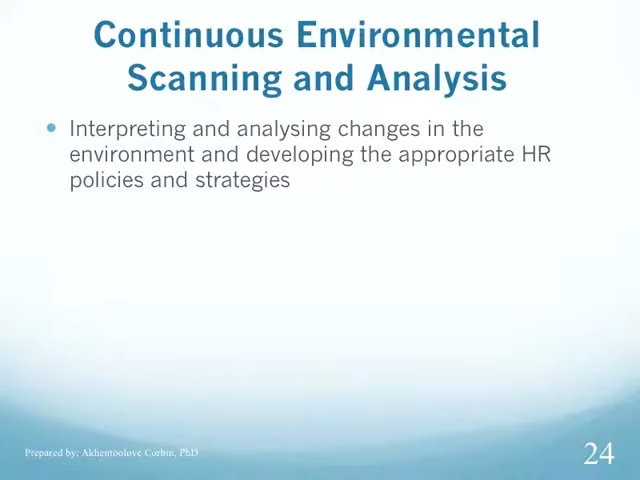 Continuous Environmental
Scanning and Analysis
• Interpreting and analysing changes in the
environment and developing the appropriate HR
policies and strategies
Prepared by; Akhentoolove Corbin, PhD
24